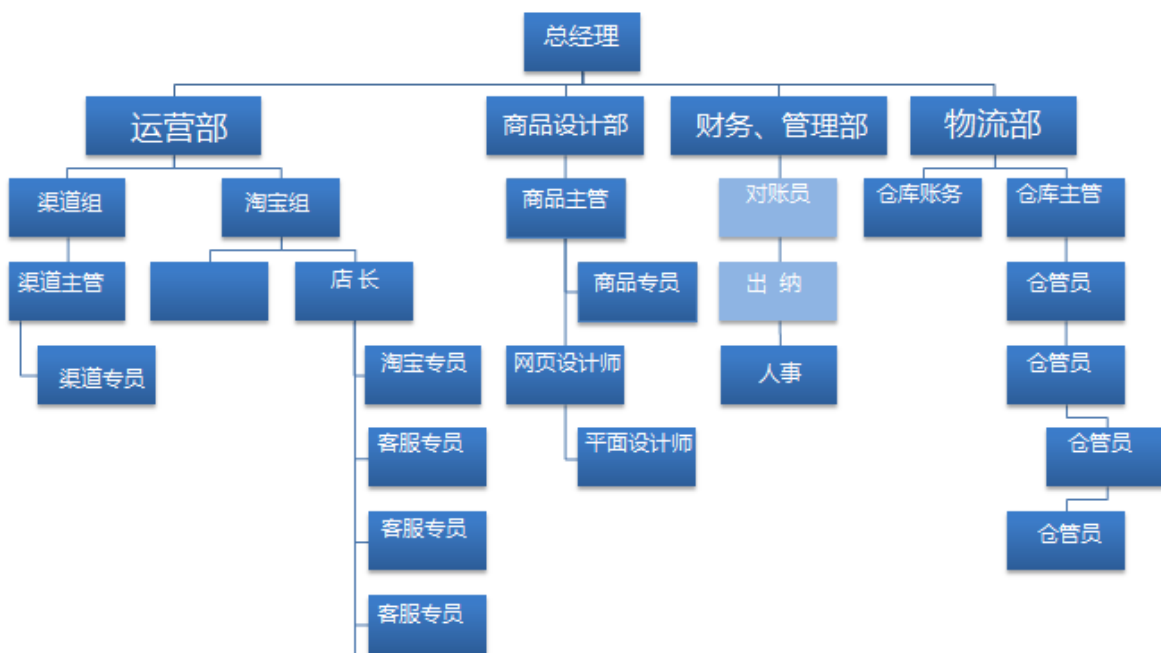 总经理
运营部
商品设计部
财务、管理部
物流部
渠道组
淘宝组
商品主管
对账员
仓库账务
仓库主管
渠道主管
店 长
商品专员
出 纳
仓管员
渠道专员
淘宝专员
网页设计师
人事
仓管员
客服专员
平面设计师
仓管员
客服专员
仓管员
客服专员